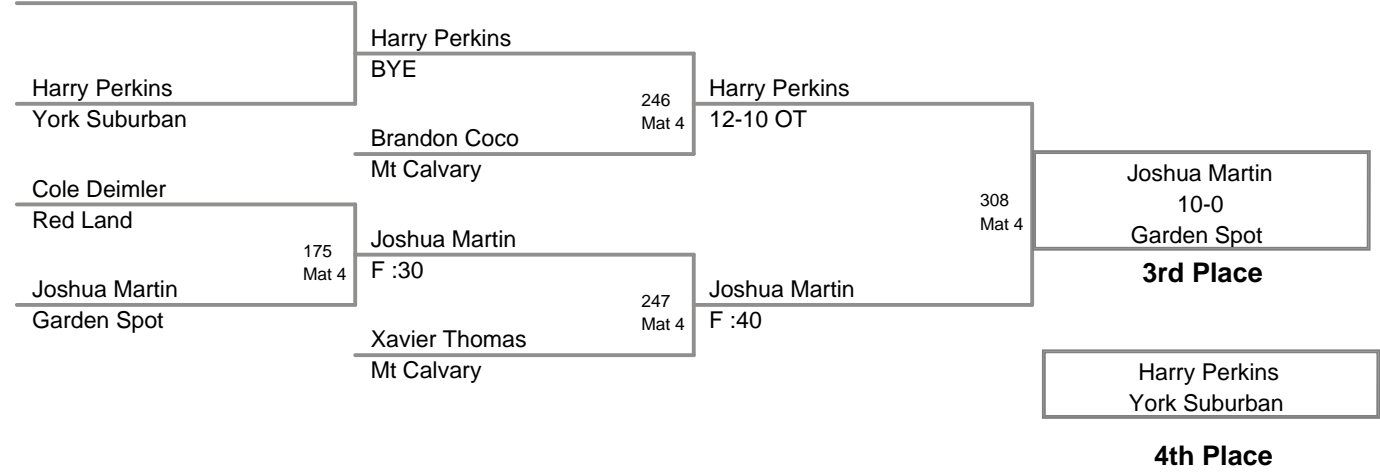 Harry Perkins
BYE
Harry Perkins
York Suburban
246
Mat 4
Harry Perkins
12-10 OT
Brandon Coco
Mt Calvary
Cole Deimler
Red Land
308
Mat 4
Joshua Martin
10-0
Garden Spot
3rd Place
175
Mat 4
Joshua Martin
F :30
Joshua Martin
Garden Spot
247
Mat 4
Joshua Martin
F :40
Xavier Thomas
Mt Calvary
Harry Perkins
York Suburban
4th Place